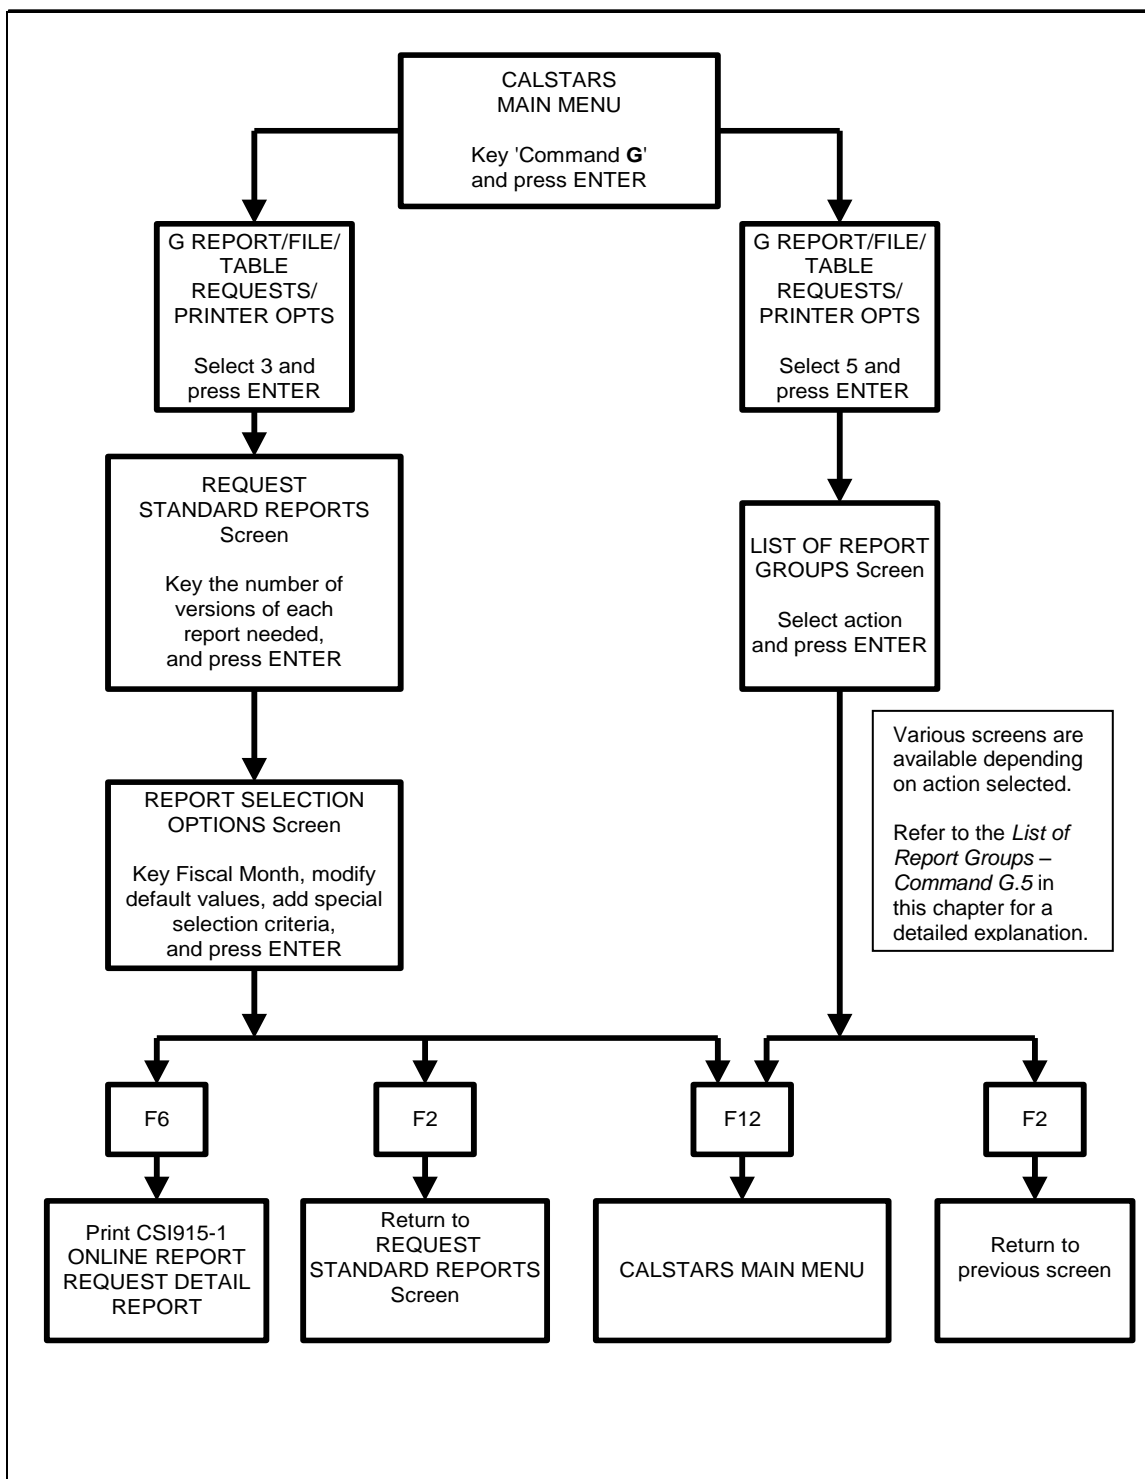 CALSTARS
MAIN MENU
Key 'Command G'
and press ENTER
G REPORT/FILE/
TABLE
REQUESTS/
PRINTER OPTS
Select 3 and
press ENTER
G REPORT/FILE/
TABLE
REQUESTS/
PRINTER OPTS
Select 5 and
press ENTER
REQUEST
STANDARD REPORTS
Screen
Key the number of
versions of each
report needed,
and press ENTER
LIST OF REPORT
GROUPS Screen
Select action
and press ENTER
Various screens are
available depending
on action selected.
Refer to the List of
Report Groups –
Command G.5 in
this chapter for a
detailed explanation.
REPORT SELECTION
OPTIONS Screen
Key Fiscal Month, modify
default values, add special
selection criteria,
and press ENTER
F6
F2
F12
F2
Print CSI915-1
ONLINE REPORT
REQUEST DETAIL
REPORT
Return to
REQUEST
STANDARD REPORTS
Screen
CALSTARS MAIN MENU
Return to
previous screen